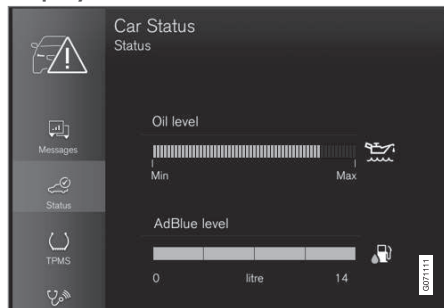 Car Status
Status
Messages
Status
TPMS
Oil level
Min Max
AdBlue level
0 litre 14
G071111